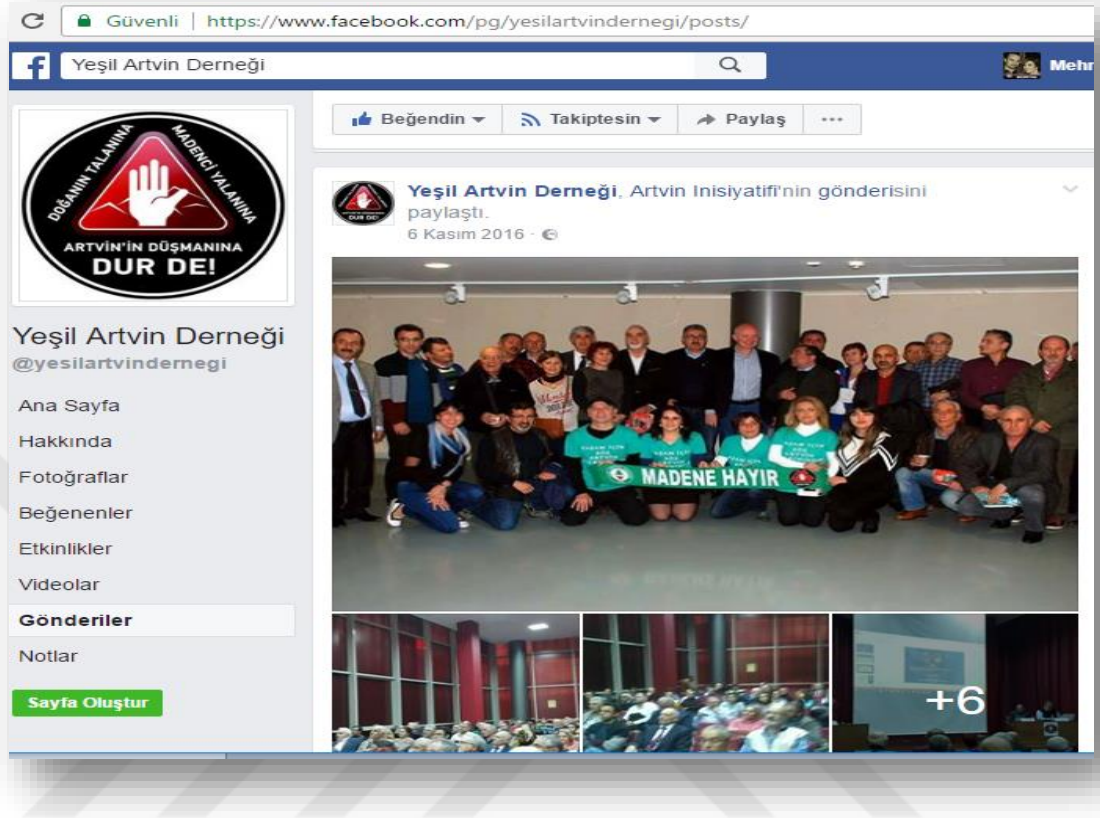 Güvenli | https://www.facebook.com/pg/yesilartvindernegi/posts/
Yeşil Artvin Derneği
Mehr
DOĞANIN TALANINA
MADENCİ YALANINA
ARTVİN'İN DÜŞMANINA
DUR DE!
Yeşil Artvin Derneği
@yesilartvindernegi
Ana Sayfa
Hakkında
Fotoğraflar
Beğenenler
Etkinlikler
Videolar
Gönderiler
Notlar
Sayfa Oluştur
Beğendin
Takiptesin
Paylaş
Yeşil Artvin Derneği, Artvin Inisiyatifi'nin gönderisini
paylaştı.
6 Kasım 2016
MADENE HAYIR
+6